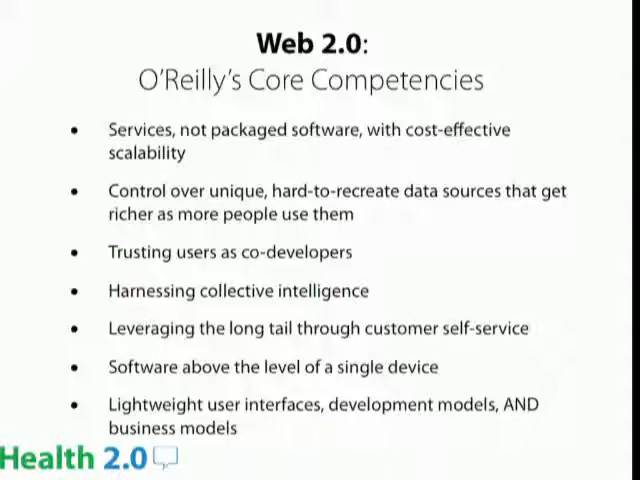 Web 2.0:
O'Reilly's Core Competencies
• Services, not packaged software, with cost-effective
scalability
• Control over unique, hard-to-recreate data sources that get
richer as more people use them
• Trusting users as co-developers
• Harnessing collective intelligence
• Leveraging the long tail through customer self-service
• Software above the level of a single device
• Lightweight user interfaces, development models, AND
business models
Health 2.0